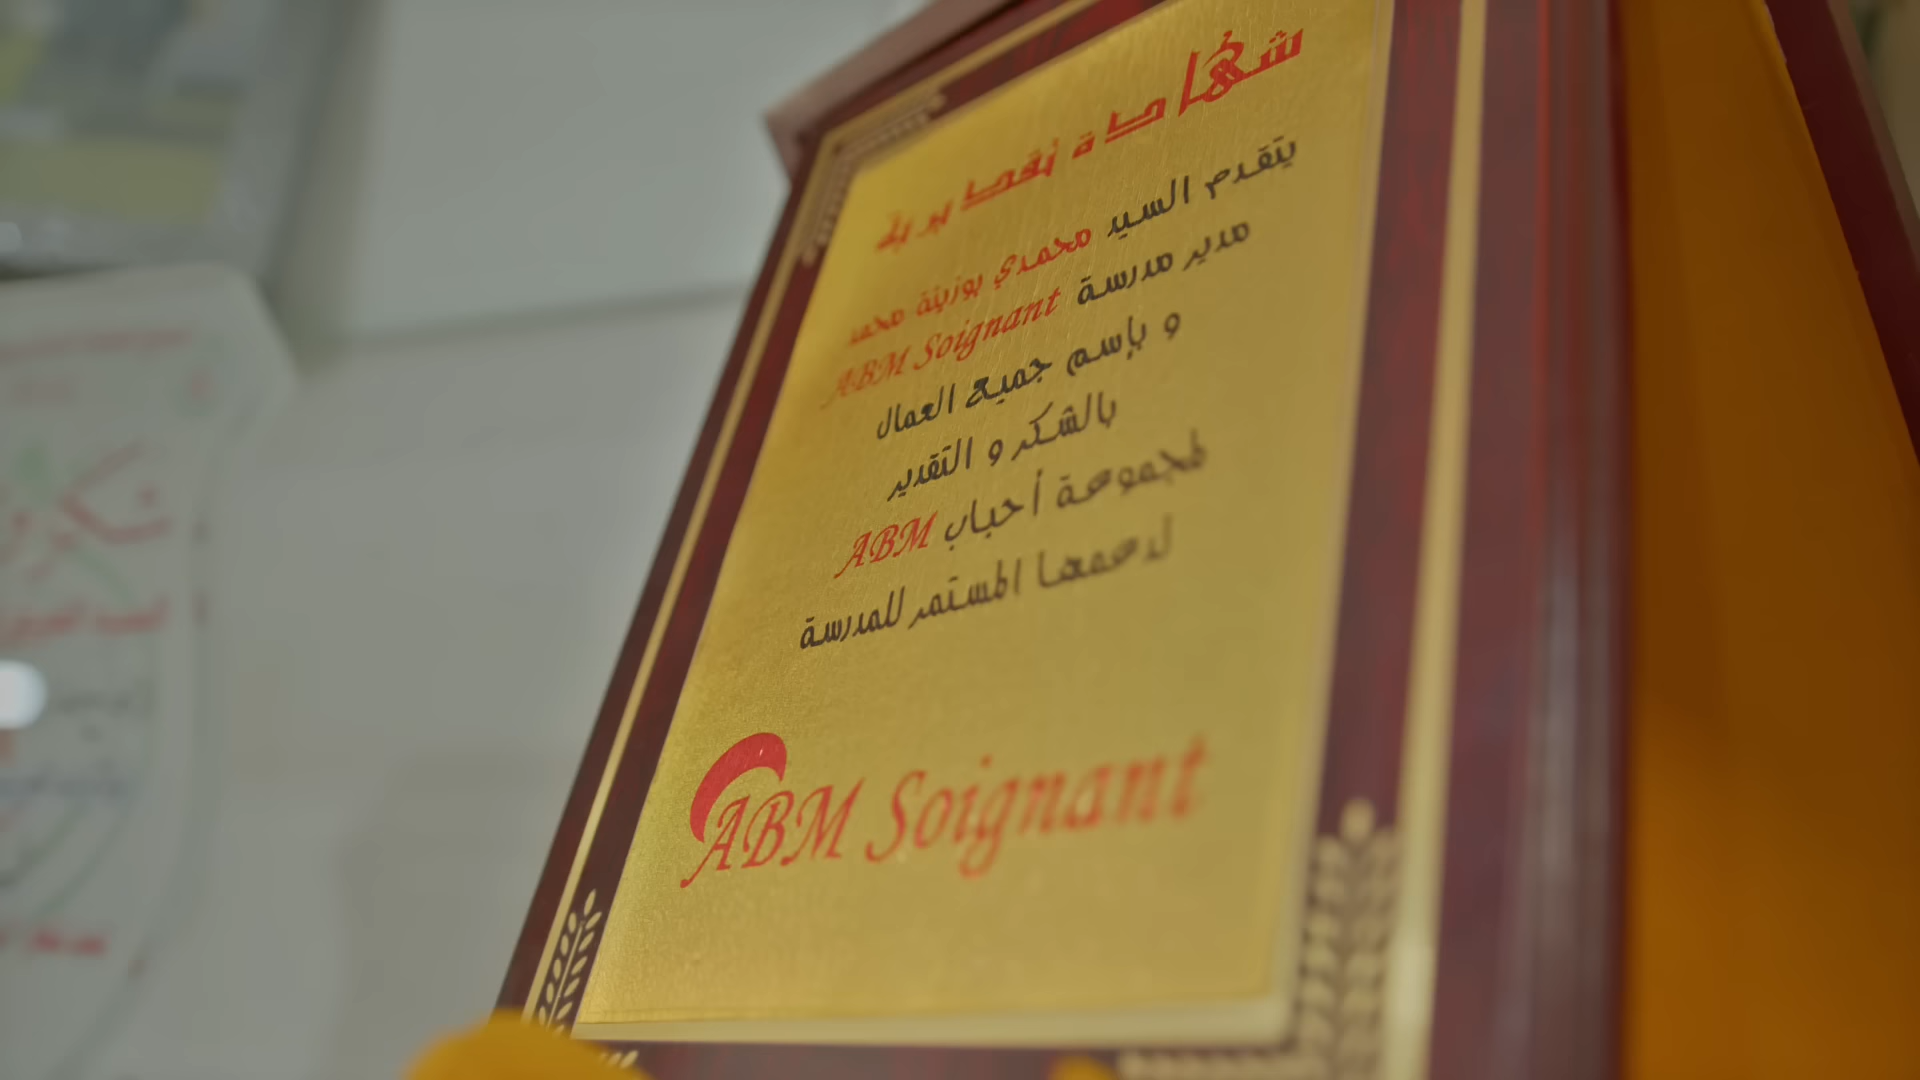 شهادة تقديرية
يتقدم السيد محمدي بوزينة محمد
مدير مدرسة ABM Soignant
و بإسم جميع العمال
بالشكر و التقدير
لمجموعة أحباب ABM
لدعمها المستمر للمدرسة
ABM Soignant
شكر و